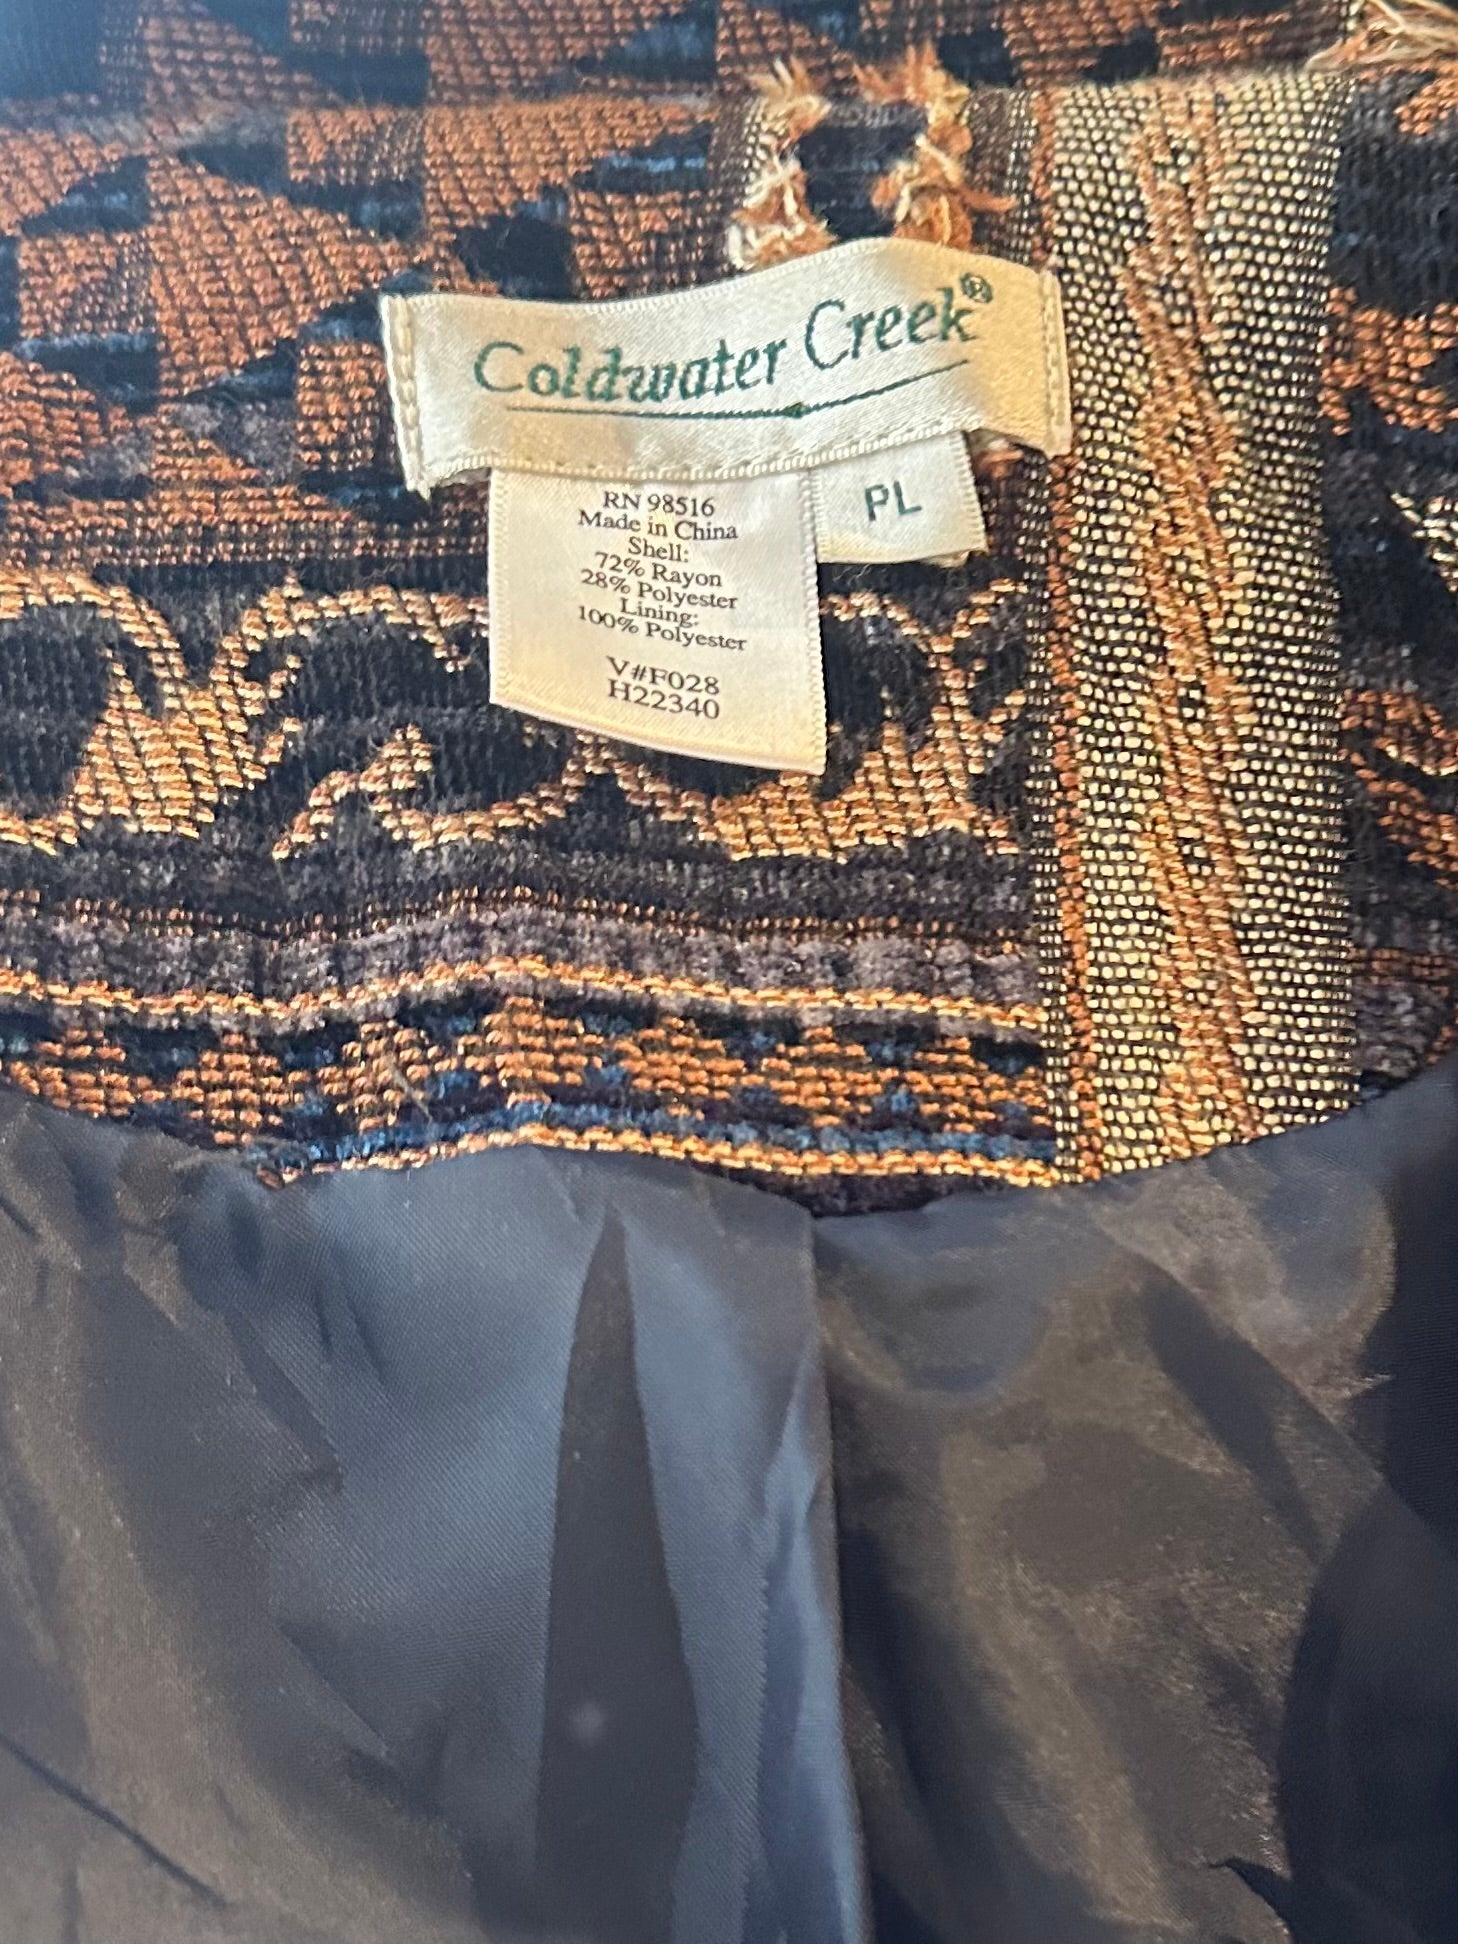 Coldwater Creek®
PL
RN 98516
Made in China
Shell:
72% Rayon
28% Polyester
Lining:
100% Polyester
V#F028
H22340